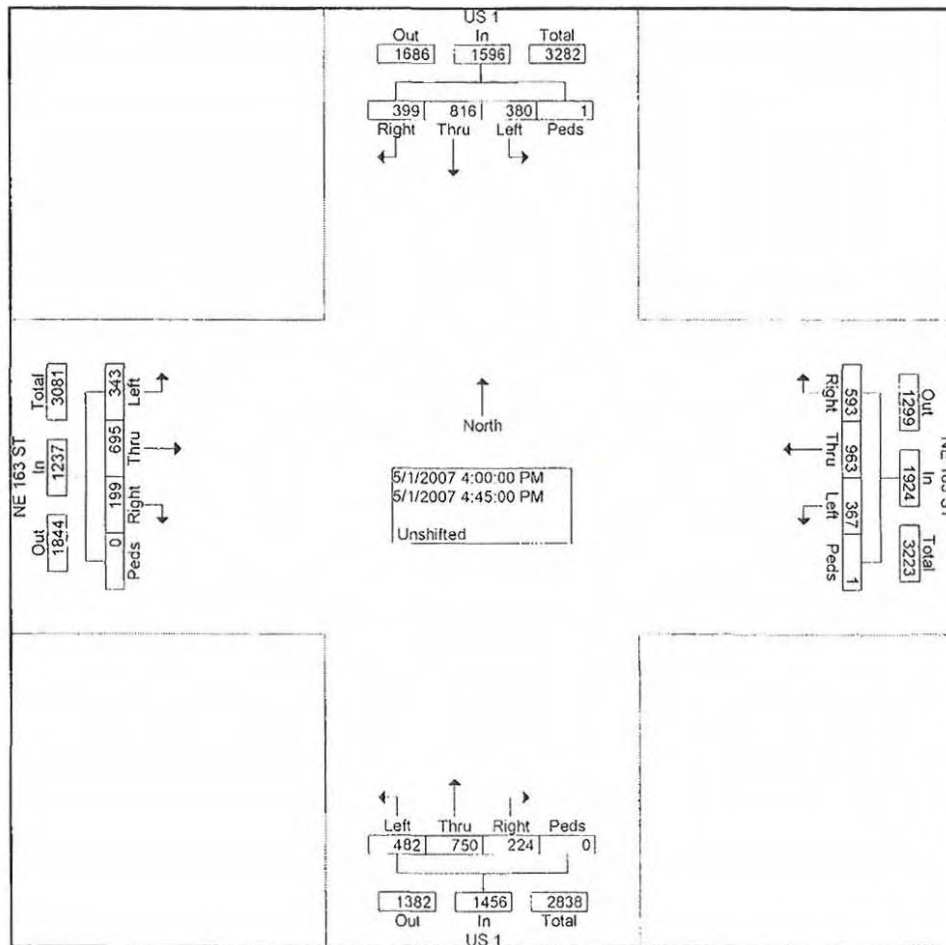 US 1
Out In Total
1686 1596 3282
399 816 380 1
Right Thru Left Peds
NE 163 ST
Total In Out
3081 1237 1844
343 695 199 0
Left Thru Right Peds
North
5/1/2007 4:00:00 PM
5/1/2007 4:45:00 PM
Unshifted
Right Thru Left Peds
593 963 367 1
Out In Total
1299 1924 3223
NE 163 ST
Left Thru Right Peds
482 750 224 0
1382 1456 2838
Out In Total
US 1